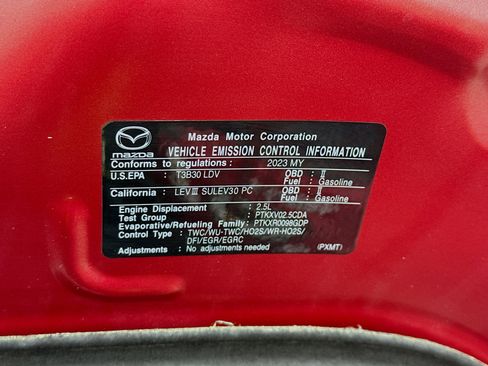 mazda
Mazda Motor Corporation
VEHICLE EMISSION CONTROL INFORMATION
Conforms to regulations : 2023 MY
U.S.EPA : T3B30 LDV OBD : II
Fuel : Gasoline
California : LEVIII SULEV30 PC OBD : II
Fuel : Gasoline
Engine Displacement : 2.5L
Test Group : PTKXV02.5CDA
Evaporative/Refueling Family: PTKXR0098GDP
Control Type : TWC/WU-TWC/HO2S/WR-HO2S/
DFI/EGR/EGRC
Adjustments : No adjustments needed (PXMT)